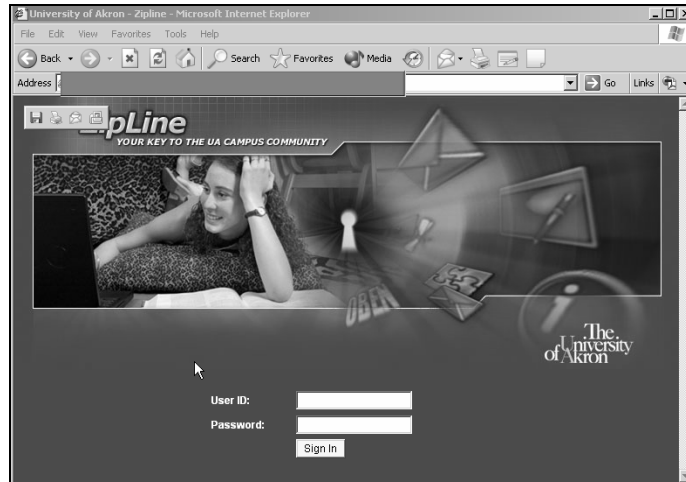 University of Akron - Zipline - Microsoft Internet Explorer
File Edit View Favorites Tools Help
Back Search Favorites Media
Address Go Links
ZipLine
YOUR KEY TO THE UA CAMPUS COMMUNITY
OPEN
The
University
of Akron
User ID:
Password:
Sign In